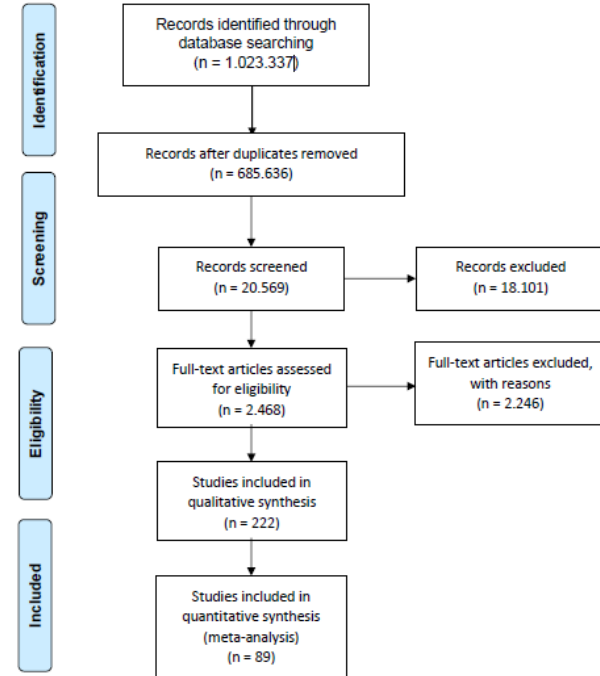 Identification
Records identified through
database searching
(n = 1.023.337)
Records after duplicates removed
(n = 685.636)
Screening
Records screened
(n = 20.569)
Records excluded
(n = 18.101)
Eligibility
Full-text articles assessed
for eligibility
(n = 2.468)
Full-text articles excluded,
with reasons
(n = 2.246)
Studies included in
qualitative synthesis
(n = 222)
Included
Studies included in
quantitative synthesis
(meta-analysis)
(n = 89)